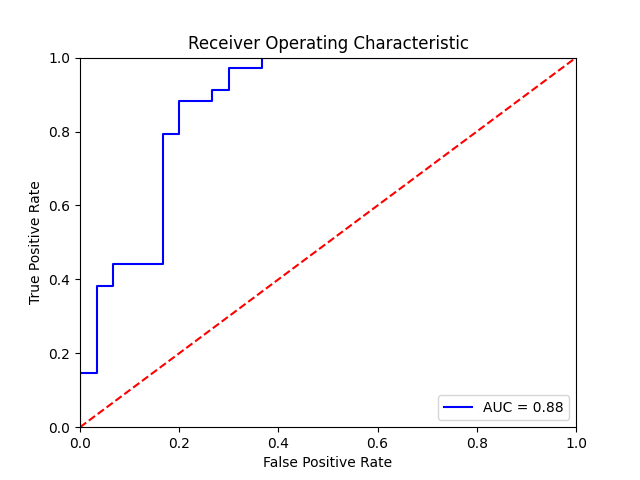 Receiver Operating Characteristic
1.0
0.8
0.6
0.4
0.2
0.0
True Positive Rate
AUC = 0.88
0.0 0.2 0.4 0.6 0.8 1.0
False Positive Rate